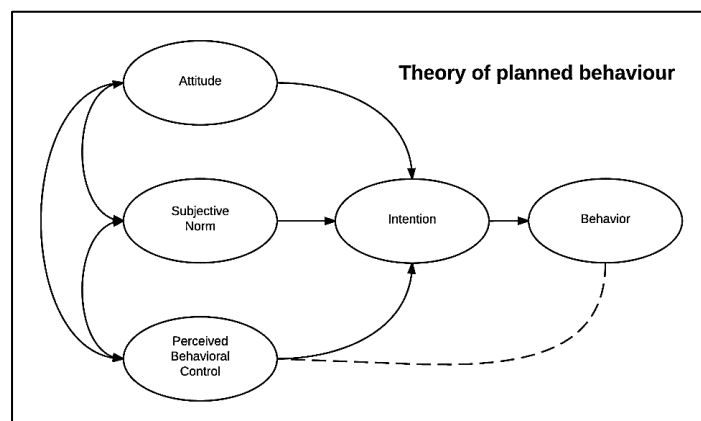 Theory of planned behaviour
Attitude
Subjective
Norm
Intention
Behavior
Perceived
Behavioral
Control